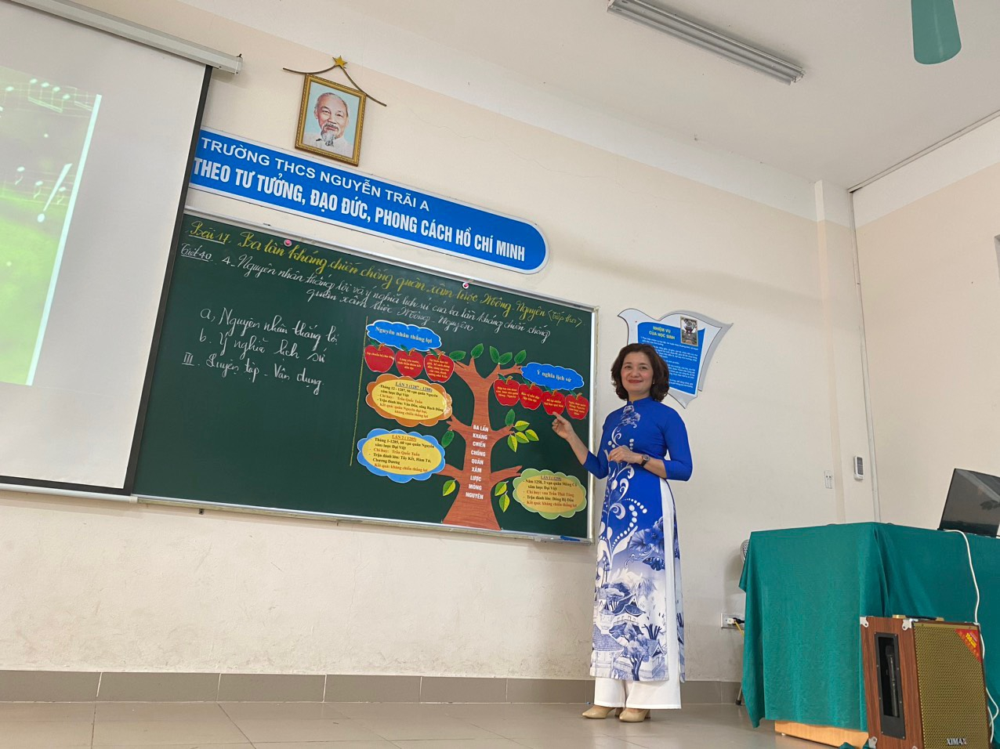 TRƯỜNG THCS NGUYỄN TRÃI A
THEO TƯ TƯỞNG, ĐẠO ĐỨC, PHONG CÁCH HỒ CHÍ MINH
Bài 17. Ba lần kháng chiến chống quân xâm lược Mông - Nguyên (tiếp theo)
Tiết 40 4. Nguyên nhân thắng lợi và ý nghĩa lịch sử của ba lần kháng chiến chống
quân xâm lược Mông - Nguyên
a, Nguyên nhân thắng lợi
b. Ý nghĩa lịch sử
III. Luyện tập - Vận dụng
Nguyên nhân thắng lợi
Ý nghĩa lịch sử
LẦN 3 (1287 - 1288)
Tháng 12 - 1287, 50 vạn quân Nguyên
xâm lược Đại Việt
- Chỉ huy: Trần Quốc Tuấn
- Trận đánh lớn: Vân Đồn, sông Bạch Đằng
Kết quả: quân Nguyên đại bại,
kháng chiến thắng lợi
LẦN 2 (1285)
Tháng 1-1285, 60 vạn quân Nguyên
xâm lược Đại Việt
Chỉ huy: Trần Quốc Tuấn
Trận đánh lớn: Tây Kết, Hàm Tử,
Chương Dương
Kết quả: kháng chiến thắng lợi
LẦN 1 (1258)
Năm 1258, 3 vạn quân Mông Cổ
xâm lược Đại Việt
Chỉ huy: vua Trần Thái Tông
Trận đánh lớn: Đông Bộ Đầu
Kết quả: kháng chiến thắng lợi
BA LẦN
KHÁNG
CHIẾN
CHỐNG
QUÂN
XÂM
LƯỢC
MÔNG
NGUYÊN
NHIỆM VỤ
CỦA HỌC SINH
XIMAX